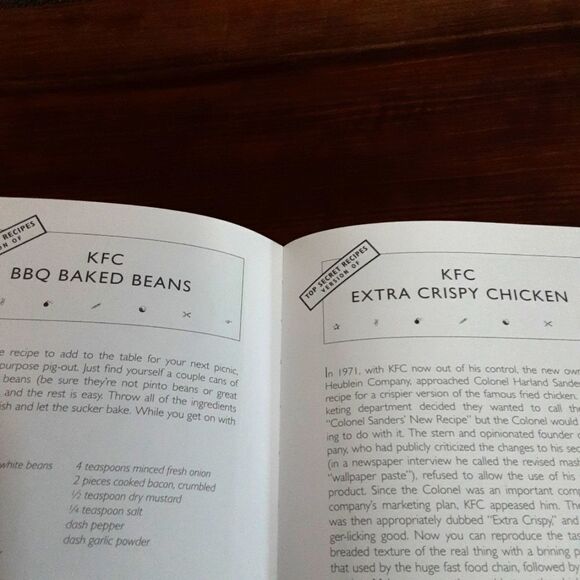 RECIPES
ON OF
KFC
BBQ BAKED BEANS
e recipe to add to the table for your next picnic,
purpose pig-out. Just find yourself a couple cans of
beans (be sure they're not pinto beans or great
and the rest is easy. Throw all of the ingredients
ish and let the sucker bake. While you get on with
white beans
4 teaspoons minced fresh onion
2 pieces cooked bacon, crumbled
½ teaspoon dry mustard
¼ teaspoon salt
dash pepper
dash garlic powder
TOP SECRET RECIPES
VERSION OF
KFC
EXTRA CRISPY CHICKEN
In 1971, with KFC now out of his control, the new own
Heublein Company, approached Colonel Harland Sande
recipe for a crispier version of the famous fried chicken.
keting department decided they wanted to call the
"Colonel Sanders' New Recipe" but the Colonel would
ing to do with it. The stern and opinionated founder
pany, who had publicly criticized the changes to his sec
(in a newspaper interview he called the revised mash
"wallpaper paste"), refused to allow the use of his
product. Since the Colonel was an important comp
company's marketing plan, KFC appeased him. The
was then appropriately dubbed "Extra Crispy," and
ger-licking good. Now you can reproduce the tas
breaded texture of the real thing with a brining p
that used by the huge fast food chain, followed by